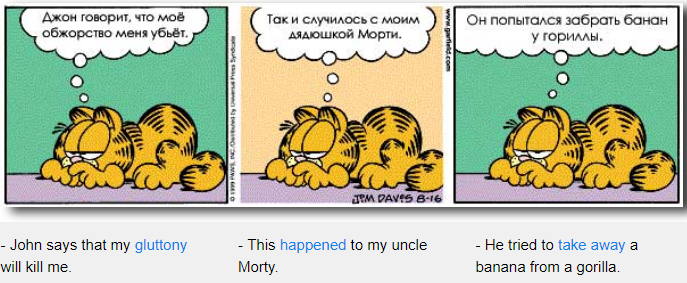 Джон говорит, что моё
обжорство меня убьёт.
Так и случилось с моим
дядюшкой Морти.
Он попытался забрать банан
у гориллы.
© 1999 PAWS, INC./Distributed by Universal Press Syndicate
www.garfield.com
JIM DAVIS 8-16
- John says that my gluttony
will kill me.
- This happened to my uncle
Morty.
- He tried to take away a
banana from a gorilla.